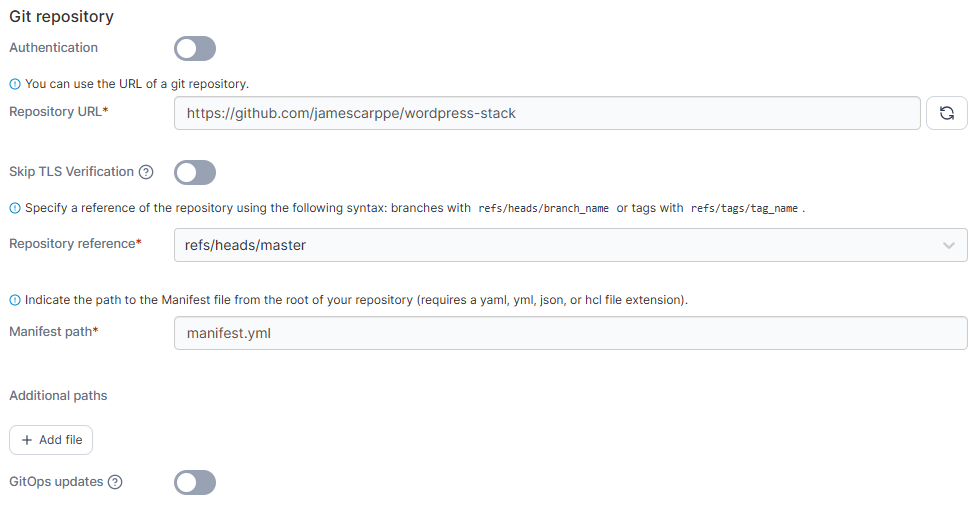 Git repository
Authentication
You can use the URL of a git repository.
Repository URL*
https://github.com/jamescarppe/wordpress-stack
Skip TLS Verification
Specify a reference of the repository using the following syntax: branches with refs/heads/branch_name or tags with refs/tags/tag_name .
Repository reference*
refs/heads/master
Indicate the path to the Manifest file from the root of your repository (requires a yaml, yml, json, or hcl file extension).
Manifest path*
manifest.yml
Additional paths
+ Add file
GitOps updates